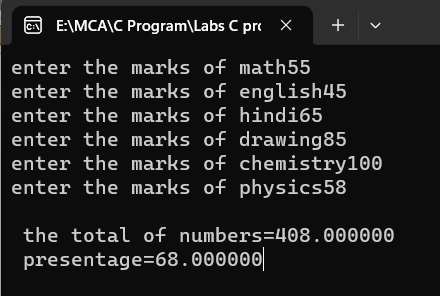 E:\MCA\C Program\Labs C pro
enter the marks of math55
enter the marks of english45
enter the marks of hindi65
enter the marks of drawing85
enter the marks of chemistry100
enter the marks of physics58
the total of numbers=408.000000
presentage=68.000000